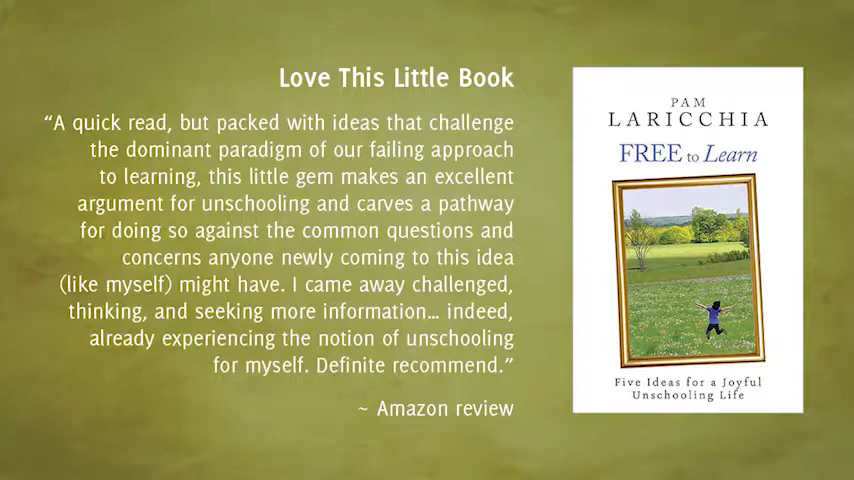 Love This Little Book
“A quick read, but packed with ideas that challenge
the dominant paradigm of our failing approach
to learning, this little gem makes an excellent
argument for unschooling and carves a pathway
for doing so against the common questions and
concerns anyone newly coming to this idea
(like myself) might have. I came away challenged,
thinking, and seeking more information... indeed,
already experiencing the notion of unschooling
for myself. Definite recommend.”
~ Amazon review
PAM
LARICCHIA
FREE to Learn
Five Ideas for a Joyful
Unschooling Life